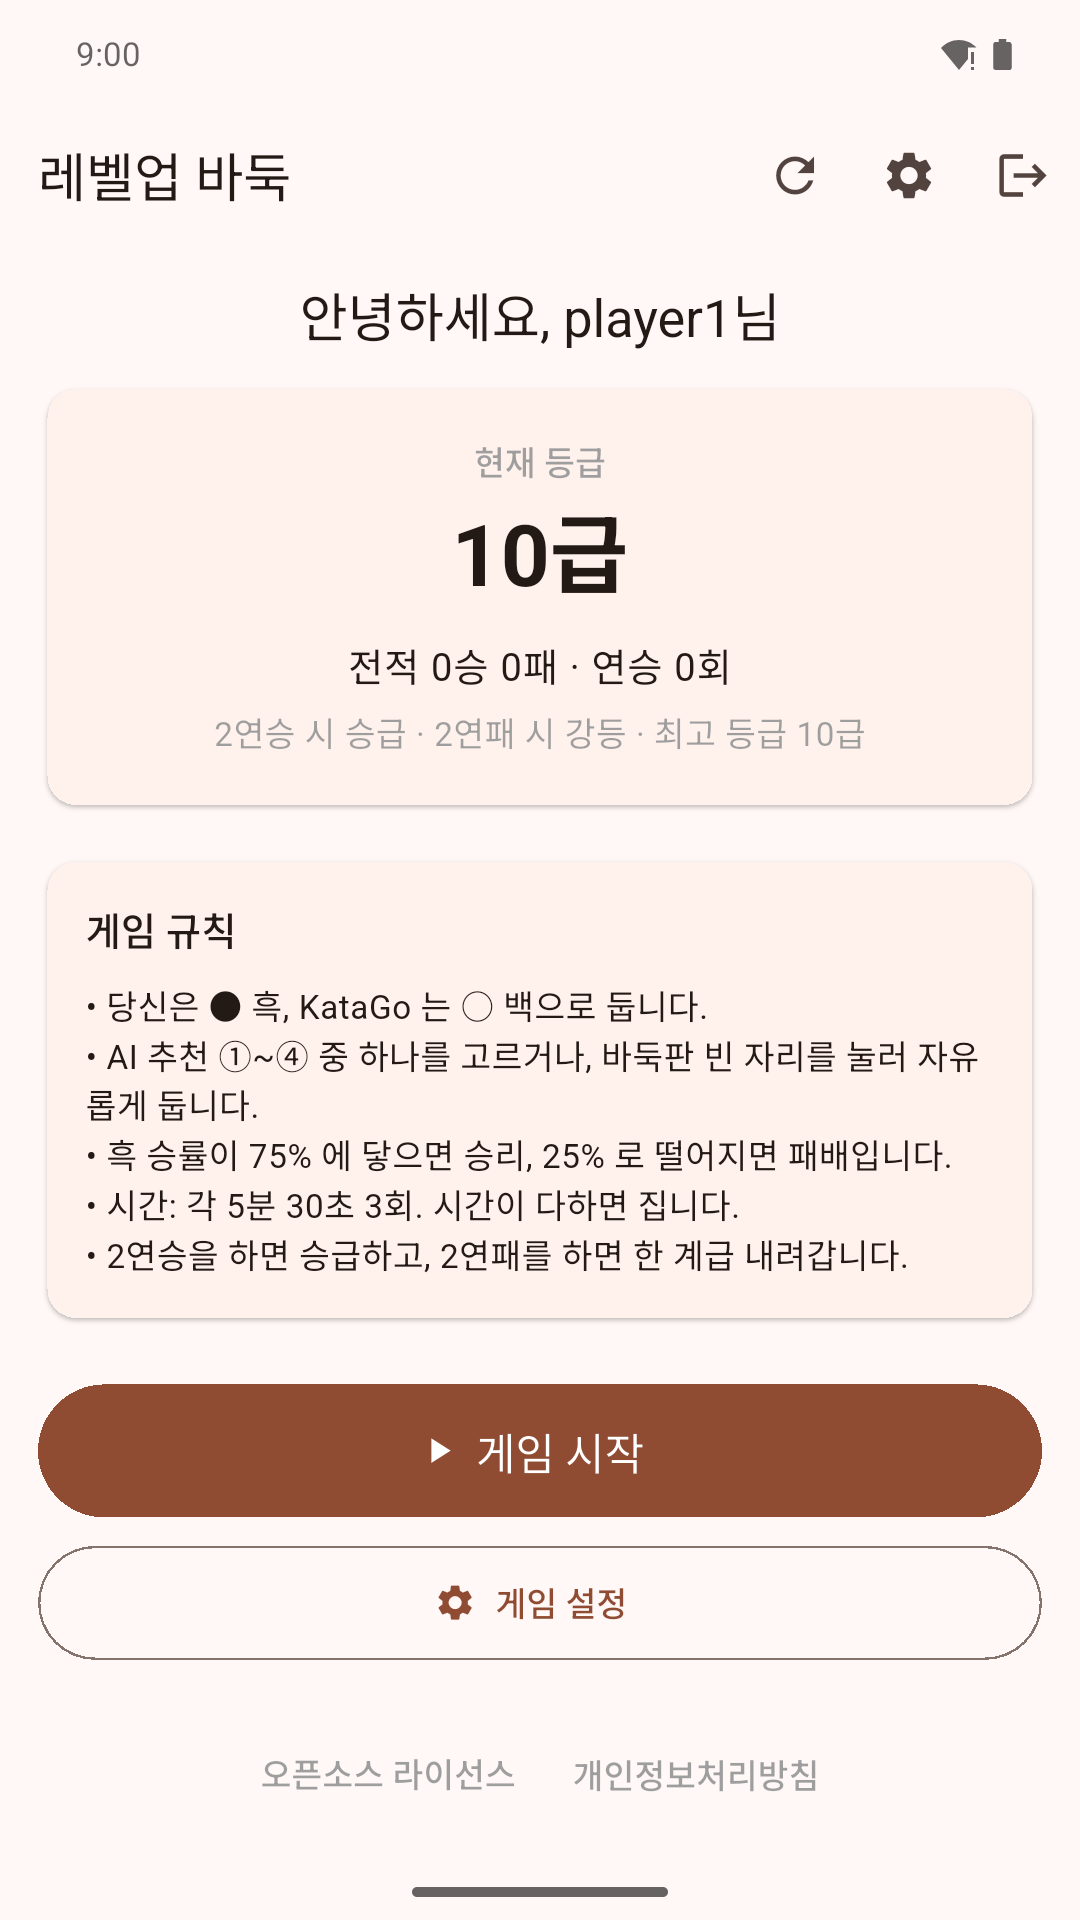 9:00
레벨업 바둑
안녕하세요, player1님
현재 등급
10급
전적 0승 0패 · 연승 0회
2연승 시 승급 · 2연패 시 강등 · 최고 등급 10급
게임 규칙
• 당신은 ● 흑, KataGo 는 ○ 백으로 둡니다.
• AI 추천 ①~④ 중 하나를 고르거나, 바둑판 빈 자리를 눌러 자유
롭게 둡니다.
• 흑 승률이 75% 에 닿으면 승리, 25% 로 떨어지면 패배입니다.
• 시간: 각 5분 30초 3회. 시간이 다하면 집니다.
• 2연승을 하면 승급하고, 2연패를 하면 한 계급 내려갑니다.
게임 시작
게임 설정
오픈소스 라이선스 개인정보처리방침